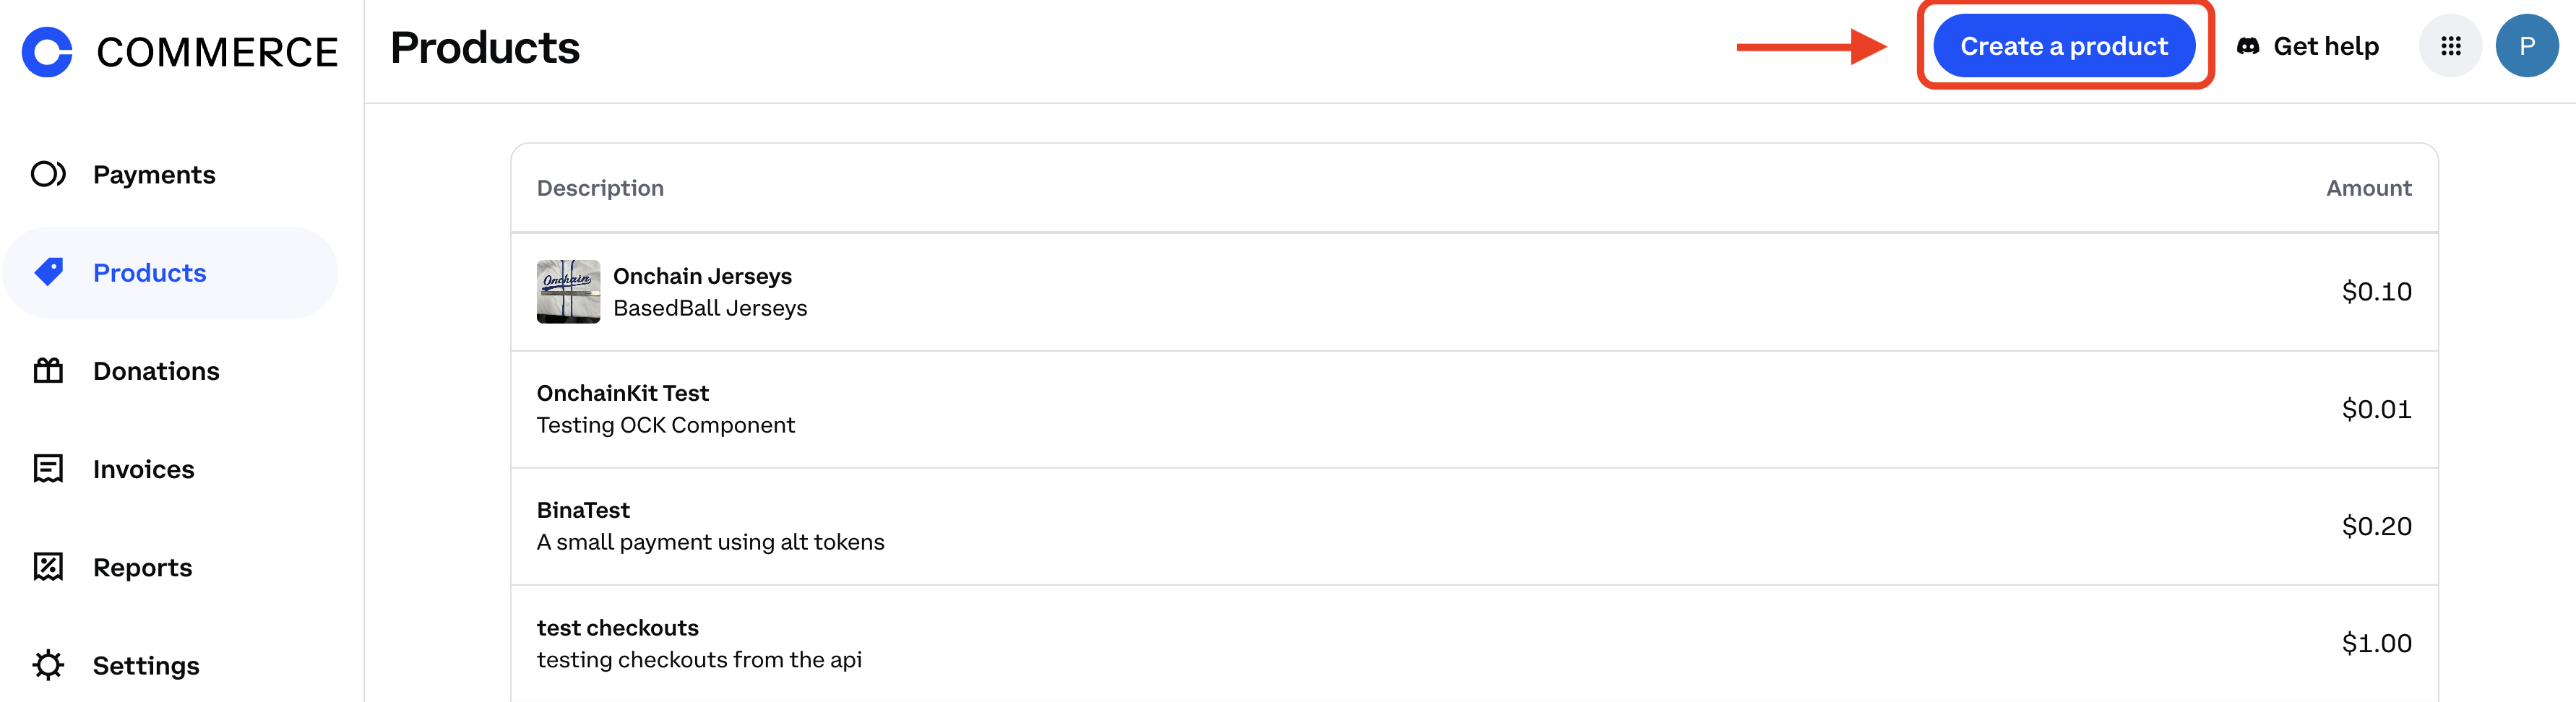 COMMERCE
Products
Create a product
Get help
P
Payments
Products
Donations
Invoices
Reports
Settings
Description Amount
Onchain
Onchain Jerseys
BasedBall Jerseys
$0.10
OnchainKit Test
Testing OCK Component
$0.01
BinaTest
A small payment using alt tokens
$0.20
test checkouts
testing checkouts from the api
$1.00